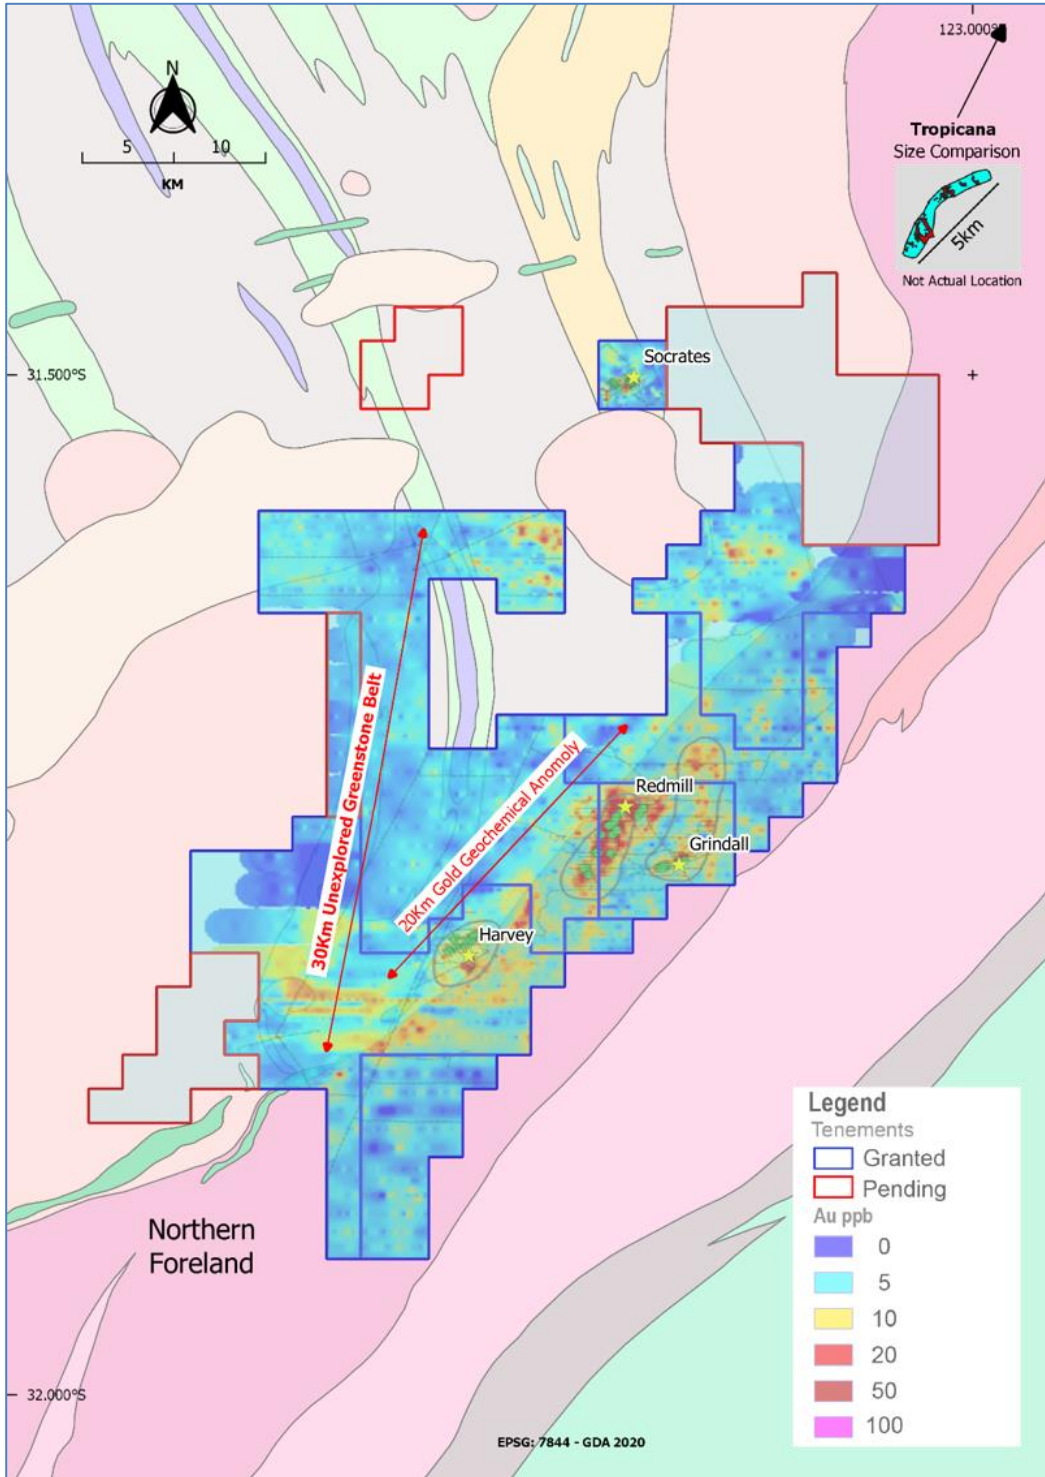 123.000°S
N
5 10
KM
Tropicana
Size Comparison
5km
Not Actual Location
Socrates
31.500°S
30Km Unexplored Greenstone Belt
20Km Gold Geochemical Anomoly
Redmill
Grindall
Harvey
Northern
Foreland
Legend
Tenements
Granted
Pending
Au ppb
0
5
10
20
50
100
32.000°S
EPSG: 7844 - GDA 2020